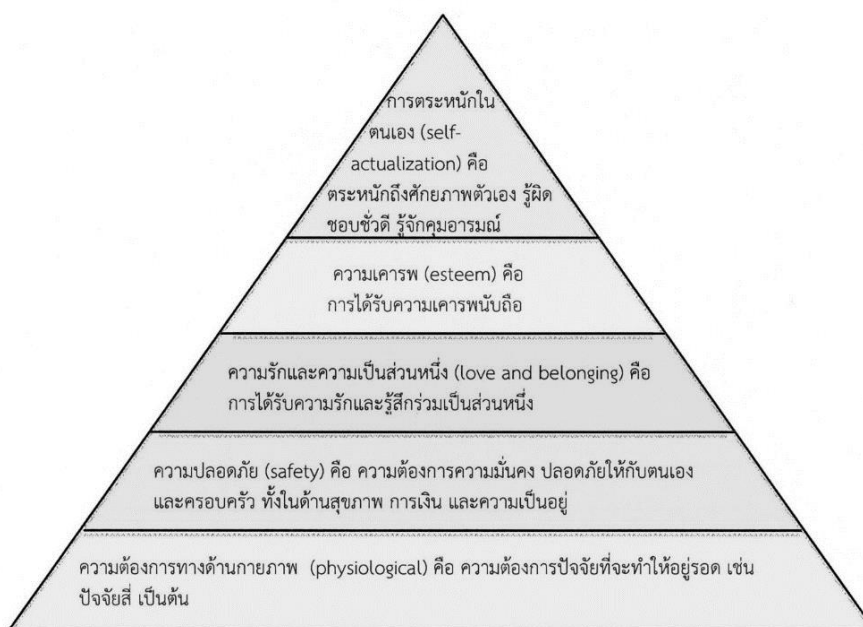 การตระหนักใน
ตนเอง (self-
actualization) คือ
ตระหนักถึงศักยภาพตัวเอง รู้ผิด
ชอบชั่วดี รู้จักคุมอารมณ์
ความเคารพ (esteem) คือ
การได้รับความเคารพนับถือ
ความรักและความเป็นส่วนหนึ่ง (love and belonging) คือ
การได้รับความรักและรู้สึกร่วมเป็นส่วนหนึ่ง
ความปลอดภัย (safety) คือ ความต้องการความมั่นคง ปลอดภัยให้กับตนเอง
และครอบครัว ทั้งในด้านสุขภาพ การเงิน และความเป็นอยู่
ความต้องการทางด้านกายภาพ (physiological) คือ ความต้องการปัจจัยที่จะทำให้อยู่รอด เช่น
ปัจจัยสี่ เป็นต้น